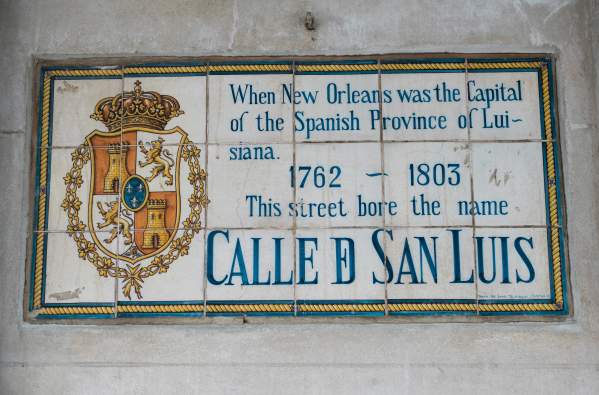 When New Orleans was the Capital
of the Spanish Province of Lui~
siana.
1762 ~ 1803
This street bore the name
CALLE D SAN LUIS